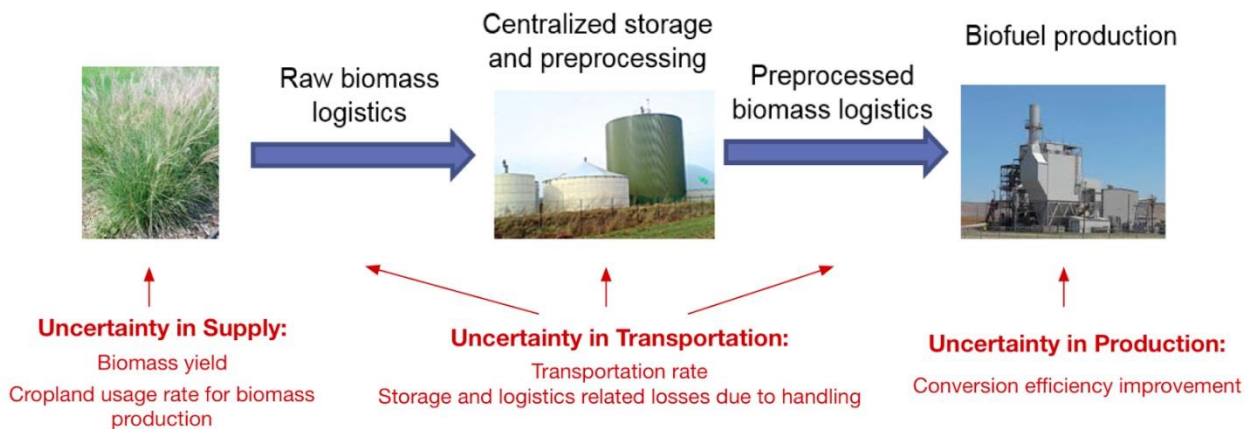 Raw biomass
logistics
Centralized storage
and preprocessing
Preprocessed
biomass logistics
Biofuel production
Uncertainty in Supply:
Biomass yield
Cropland usage rate for biomass
production
Uncertainty in Transportation:
Transportation rate
Storage and logistics related losses due to handling
Uncertainty in Production:
Conversion efficiency improvement